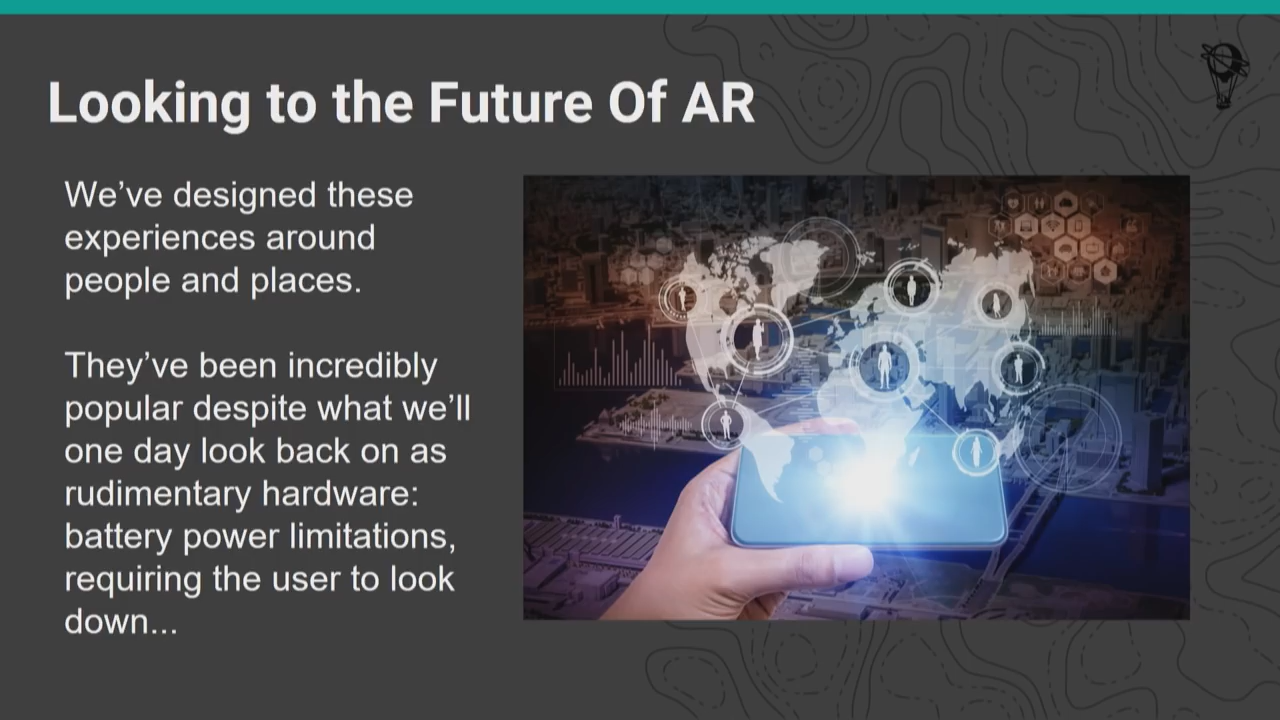 Looking to the Future Of AR
We’ve designed these
experiences around
people and places.
They’ve been incredibly
popular despite what we’ll
one day look back on as
rudimentary hardware:
battery power limitations,
requiring the user to look
down...